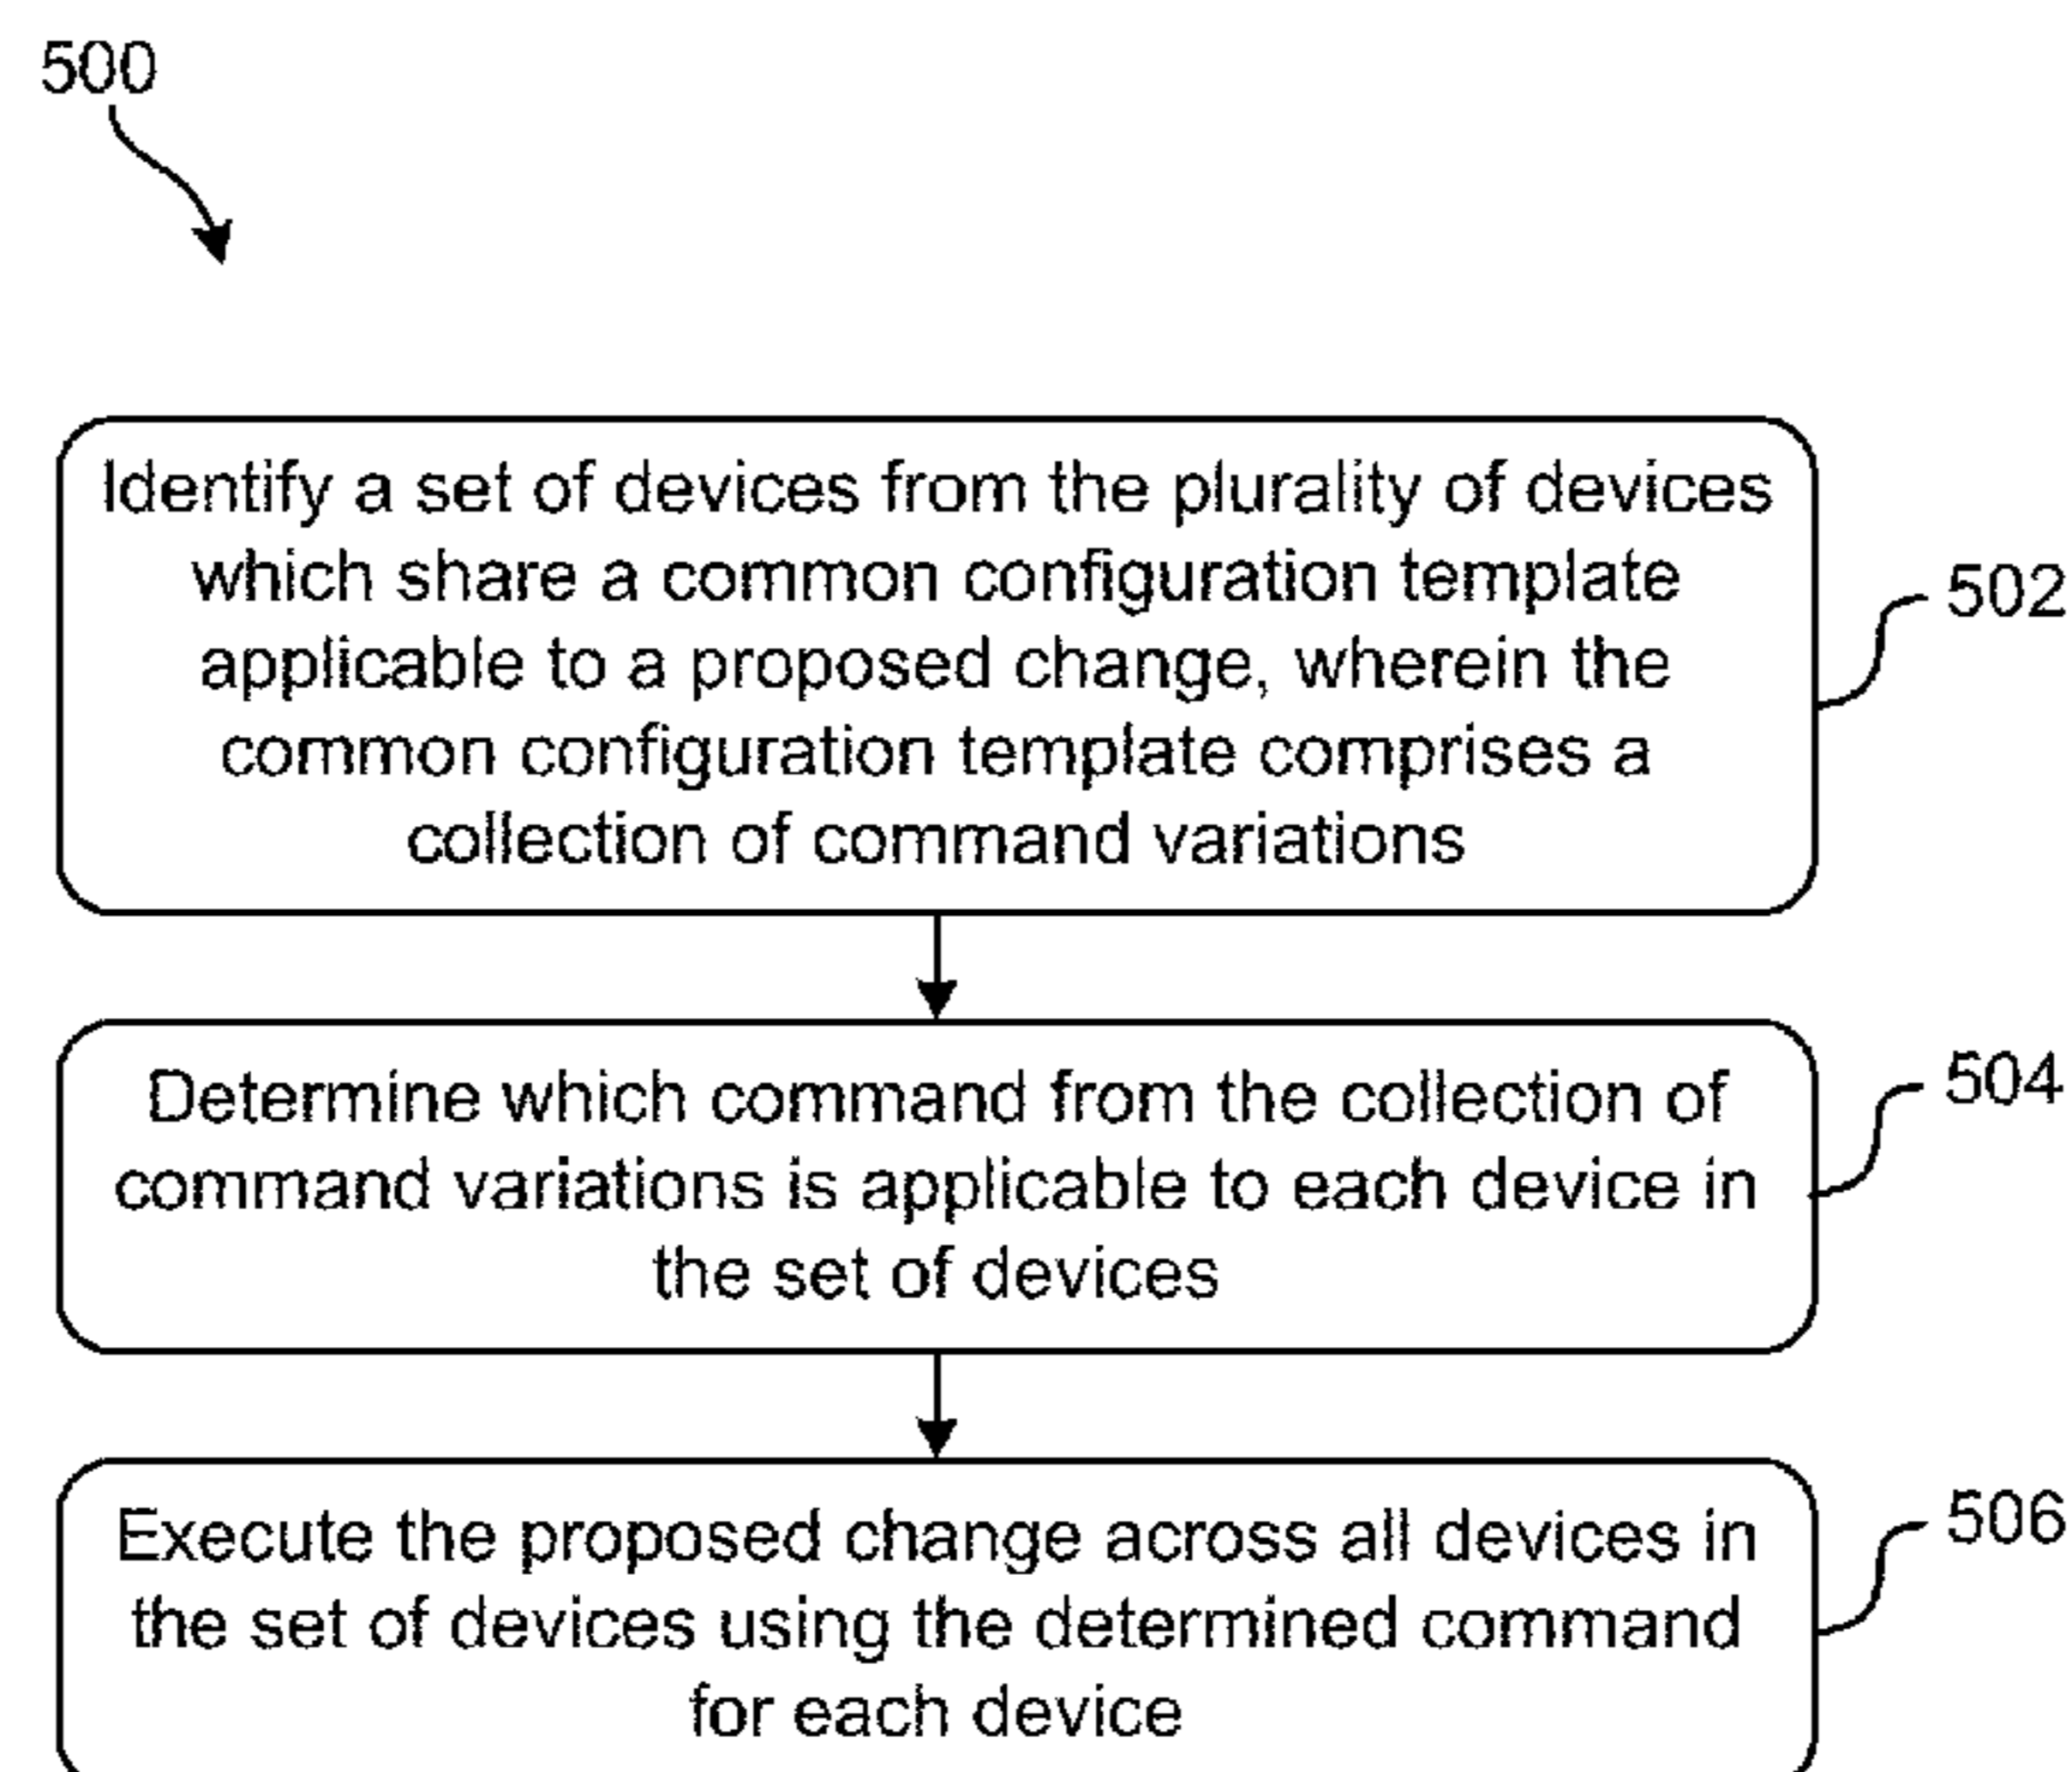 500
Identify a set of devices from the plurality of devices
which share a common configuration template
applicable to a proposed change, wherein the
common configuration template comprises a
collection of command variations
502
Determine which command from the collection of
command variations is applicable to each device in
the set of devices
504
Execute the proposed change across all devices in
the set of devices using the determined command
for each device
506